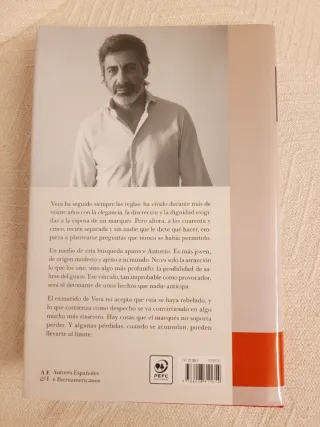 Vera ha seguido siempre las reglas: ha vivido durante más de
veinte años con la elegancia, la discreción y la dignidad exigi-
das a la esposa de un marqués. Pero ahora, a los cuarenta y
cinco, recién separada y sin nadie que le dicte qué hacer, em-
pieza a plantearse preguntas que nunca se había permitido.
En medio de esta búsqueda aparece Antonio. Es más joven,
de origen modesto y ajeno a su mundo. No es solo la atracción
lo que los une, sino algo más profundo: la posibilidad de sa-
lirse del guion. Ese vínculo, tan improbable como provocador,
será el detonante de unos hechos que nadie anticipa.
El exmarido de Vera no acepta que esta se haya rebelado, y
lo que comienza como despecho se va convirtiendo en algo
mucho más siniestro. Hay cosas que el marqués no soporta
perder. Y algunas pérdidas, cuando se acumulan, pueden
llevarte al límite.
A E
& I
Autores Españoles
e Iberoamericanos
PEFC